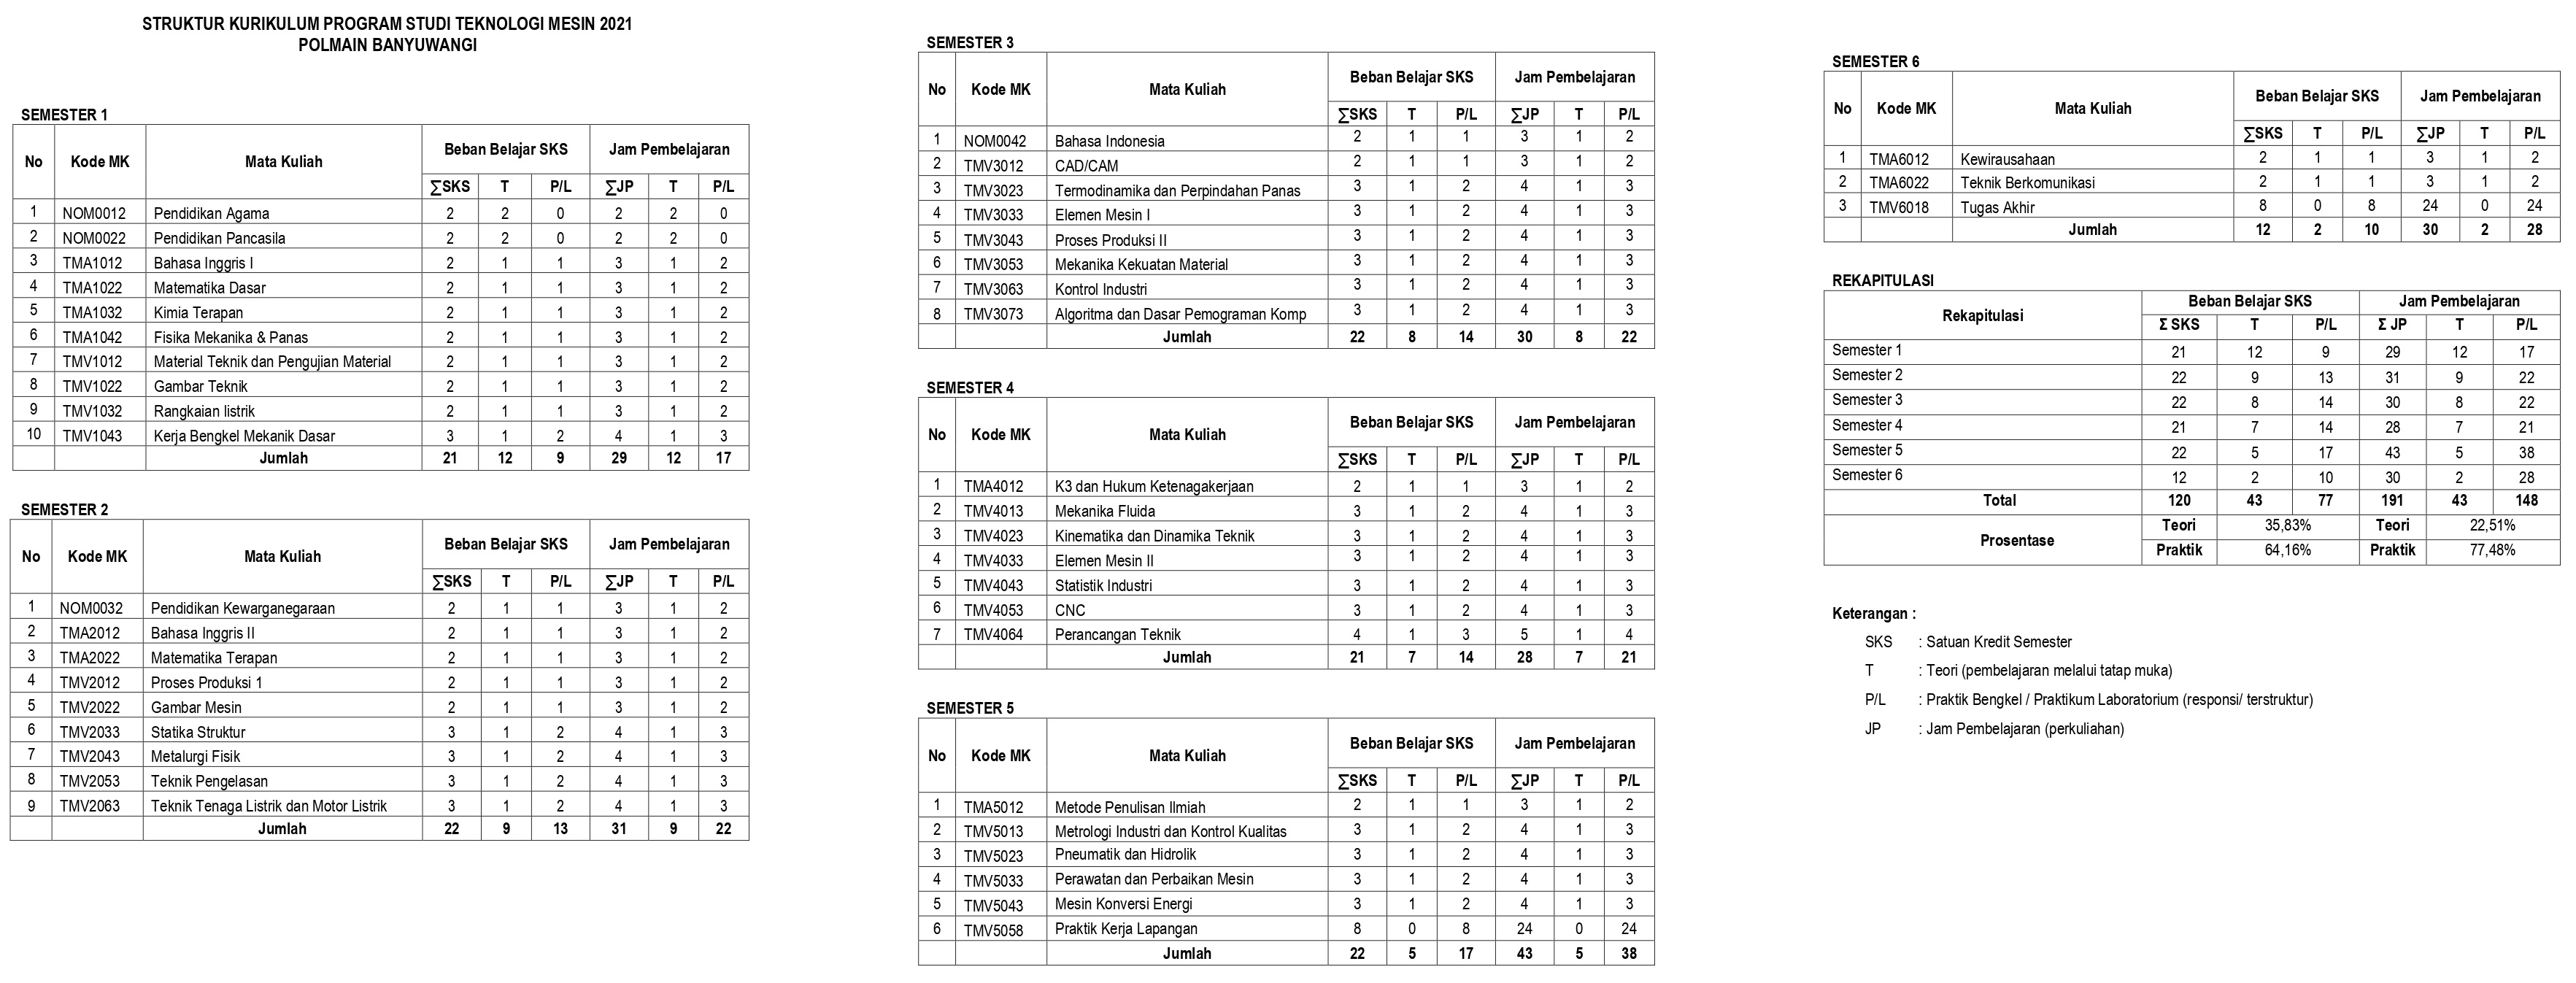 STRUKTUR KURIKULUM PROGRAM STUDI TEKNOLOGI MESIN 2021
POLMAIN BANYUWANGI
SEMESTER 1
No Kode MK Mata Kuliah Beban Belajar SKS Jam Pembelajaran
∑SKS T P/L ∑JP T P/L
1 NOM0012 Pendidikan Agama 2 2 0 2 2 0
2 NOM0022 Pendidikan Pancasila 2 2 0 2 2 0
3 TMA1012 Bahasa Inggris I 2 1 1 3 1 2
4 TMA1022 Matematika Dasar 2 1 1 3 1 2
5 TMA1032 Kimia Terapan 2 1 1 3 1 2
6 TMA1042 Fisika Mekanika & Panas 2 1 1 3 1 2
7 TMV1012 Material Teknik dan Pengujian Material 2 1 1 3 1 2
8 TMV1022 Gambar Teknik 2 1 1 3 1 2
9 TMV1032 Rangkaian listrik 2 1 1 3 1 2
10 TMV1043 Kerja Bengkel Mekanik Dasar 3 1 2 4 1 3
Jumlah 21 12 9 29 12 17
SEMESTER 2
No Kode MK Mata Kuliah Beban Belajar SKS Jam Pembelajaran
∑SKS T P/L ∑JP T P/L
1 NOM0032 Pendidikan Kewarganegaraan 2 1 1 3 1 2
2 TMA2012 Bahasa Inggris II 2 1 1 3 1 2
3 TMA2022 Matematika Terapan 2 1 1 3 1 2
4 TMV2012 Proses Produksi 1 2 1 1 3 1 2
5 TMV2022 Gambar Mesin 2 1 1 3 1 2
6 TMV2033 Statika Struktur 3 1 2 4 1 3
7 TMV2043 Metalurgi Fisik 3 1 2 4 1 3
8 TMV2053 Teknik Pengelasan 3 1 2 4 1 3
9 TMV2063 Teknik Tenaga Listrik dan Motor Listrik 3 1 2 4 1 3
Jumlah 22 9 13 31 9 22
SEMESTER 3
No Kode MK Mata Kuliah Beban Belajar SKS Jam Pembelajaran
∑SKS T P/L ∑JP T P/L
1 NOM0042 Bahasa Indonesia 2 1 1 3 1 2
2 TMV3012 CAD/CAM 2 1 1 3 1 2
3 TMV3023 Termodinamika dan Perpindahan Panas 3 1 2 4 1 3
4 TMV3033 Elemen Mesin I 3 1 2 4 1 3
5 TMV3043 Proses Produksi II 3 1 2 4 1 3
6 TMV3053 Mekanika Kekuatan Material 3 1 2 4 1 3
7 TMV3063 Kontrol Industri 3 1 2 4 1 3
8 TMV3073 Algoritma dan Dasar Pemograman Komp 3 1 2 4 1 3
Jumlah 22 8 14 30 8 22
SEMESTER 4
No Kode MK Mata Kuliah Beban Belajar SKS Jam Pembelajaran
∑SKS T P/L ∑JP T P/L
1 TMA4012 K3 dan Hukum Ketenagakerjaan 2 1 1 3 1 2
2 TMV4013 Mekanika Fluida 3 1 2 4 1 3
3 TMV4023 Kinematika dan Dinamika Teknik 3 1 2 4 1 3
4 TMV4033 Elemen Mesin II 3 1 2 4 1 3
5 TMV4043 Statistik Industri 3 1 2 4 1 3
6 TMV4053 CNC 3 1 2 4 1 3
7 TMV4064 Perancangan Teknik 4 1 3 5 1 4
Jumlah 21 7 14 28 7 21
SEMESTER 5
No Kode MK Mata Kuliah Beban Belajar SKS Jam Pembelajaran
∑SKS T P/L ∑JP T P/L
1 TMA5012 Metode Penulisan Ilmiah 2 1 1 3 1 2
2 TMV5013 Metrologi Industri dan Kontrol Kualitas 3 1 2 4 1 3
3 TMV5023 Pneumatik dan Hidrolik 3 1 2 4 1 3
4 TMV5033 Perawatan dan Perbaikan Mesin 3 1 2 4 1 3
5 TMV5043 Mesin Konversi Energi 3 1 2 4 1 3
6 TMV5058 Praktik Kerja Lapangan 8 0 8 24 0 24
Jumlah 22 5 17 43 5 38
SEMESTER 6
No Kode MK Mata Kuliah Beban Belajar SKS Jam Pembelajaran
∑SKS T P/L ∑JP T P/L
1 TMA6012 Kewirausahaan 2 1 1 3 1 2
2 TMA6022 Teknik Berkomunikasi 2 1 1 3 1 2
3 TMV6018 Tugas Akhir 8 0 8 24 0 24
Jumlah 12 2 10 30 2 28
REKAPITULASI
Rekapitulasi Beban Belajar SKS Jam Pembelajaran
Σ SKS T P/L Σ JP T P/L
Semester 1 21 12 9 29 12 17
Semester 2 22 9 13 31 9 22
Semester 3 22 8 14 30 8 22
Semester 4 21 7 14 28 7 21
Semester 5 22 5 17 43 5 38
Semester 6 12 2 10 30 2 28
Total 120 43 77 191 43 148
Prosentase Teori 35,83% Teori 22,51%
Praktik 64,16% Praktik 77,48%
Keterangan :
SKS : Satuan Kredit Semester
T : Teori (pembelajaran melalui tatap muka)
P/L : Praktik Bengkel / Praktikum Laboratorium (responsi/ terstruktur)
JP : Jam Pembelajaran (perkuliahan)